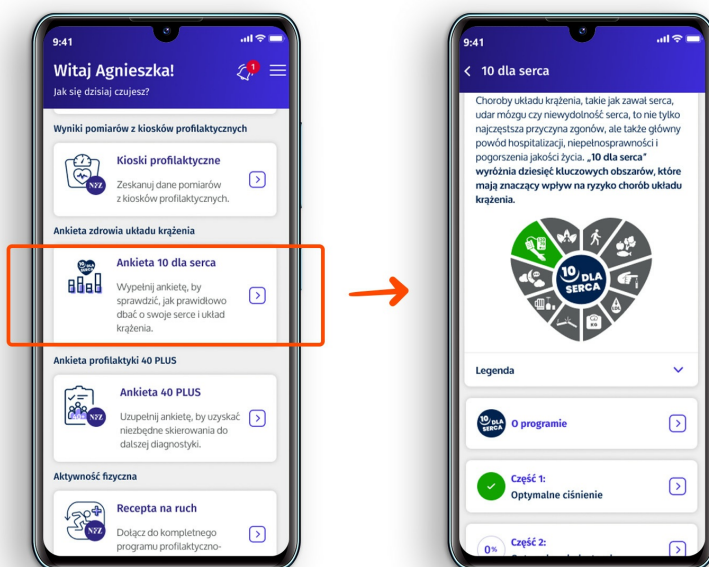 9:41
Witaj Agnieszka!
1
Jak się dzisiaj czujesz?
Wyniki pomiarów z kiosków profilaktycznych
Kioski profilaktyczne
NFZ
Zeskanuj dane pomiarów
z kiosków profilaktycznych.
Ankieta zdrowia układu krążenia
Ankieta 10 dla serca
10 DLA
SERCA
Wypełnij ankietę, by
sprawdzić, jak prawidłowo
dbać o swoje serce i układ
krążenia.
Ankieta profilaktyki 40 PLUS
Ankieta 40 PLUS
40+
NFZ
Uzupełnij ankietę, by uzyskać
niezbędne skierowania do
dalszej diagnostyki.
Aktywność fizyczna
Recepta na ruch
NFZ
Dołącz do kompletnego
programu profilaktyczno-
9:41
10 dla serca
Choroby układu krążenia, takie jak zawał serca,
udar mózgu czy niewydolność serca, to nie tylko
najczęstsza przyczyna zgonów, ale także główny
powód hospitalizacji, niepełnosprawności i
pogorszenia jakości życia. „10 dla serca”
wyróżnia dziesięć kluczowych obszarów, które
mają znaczący wpływ na ryzyko chorób układu
krążenia.
10 DLA
SERCA
Legenda
10 DLA
SERCA
O programie
Część 1:
Optymalne ciśnienie
0%
Część 2: